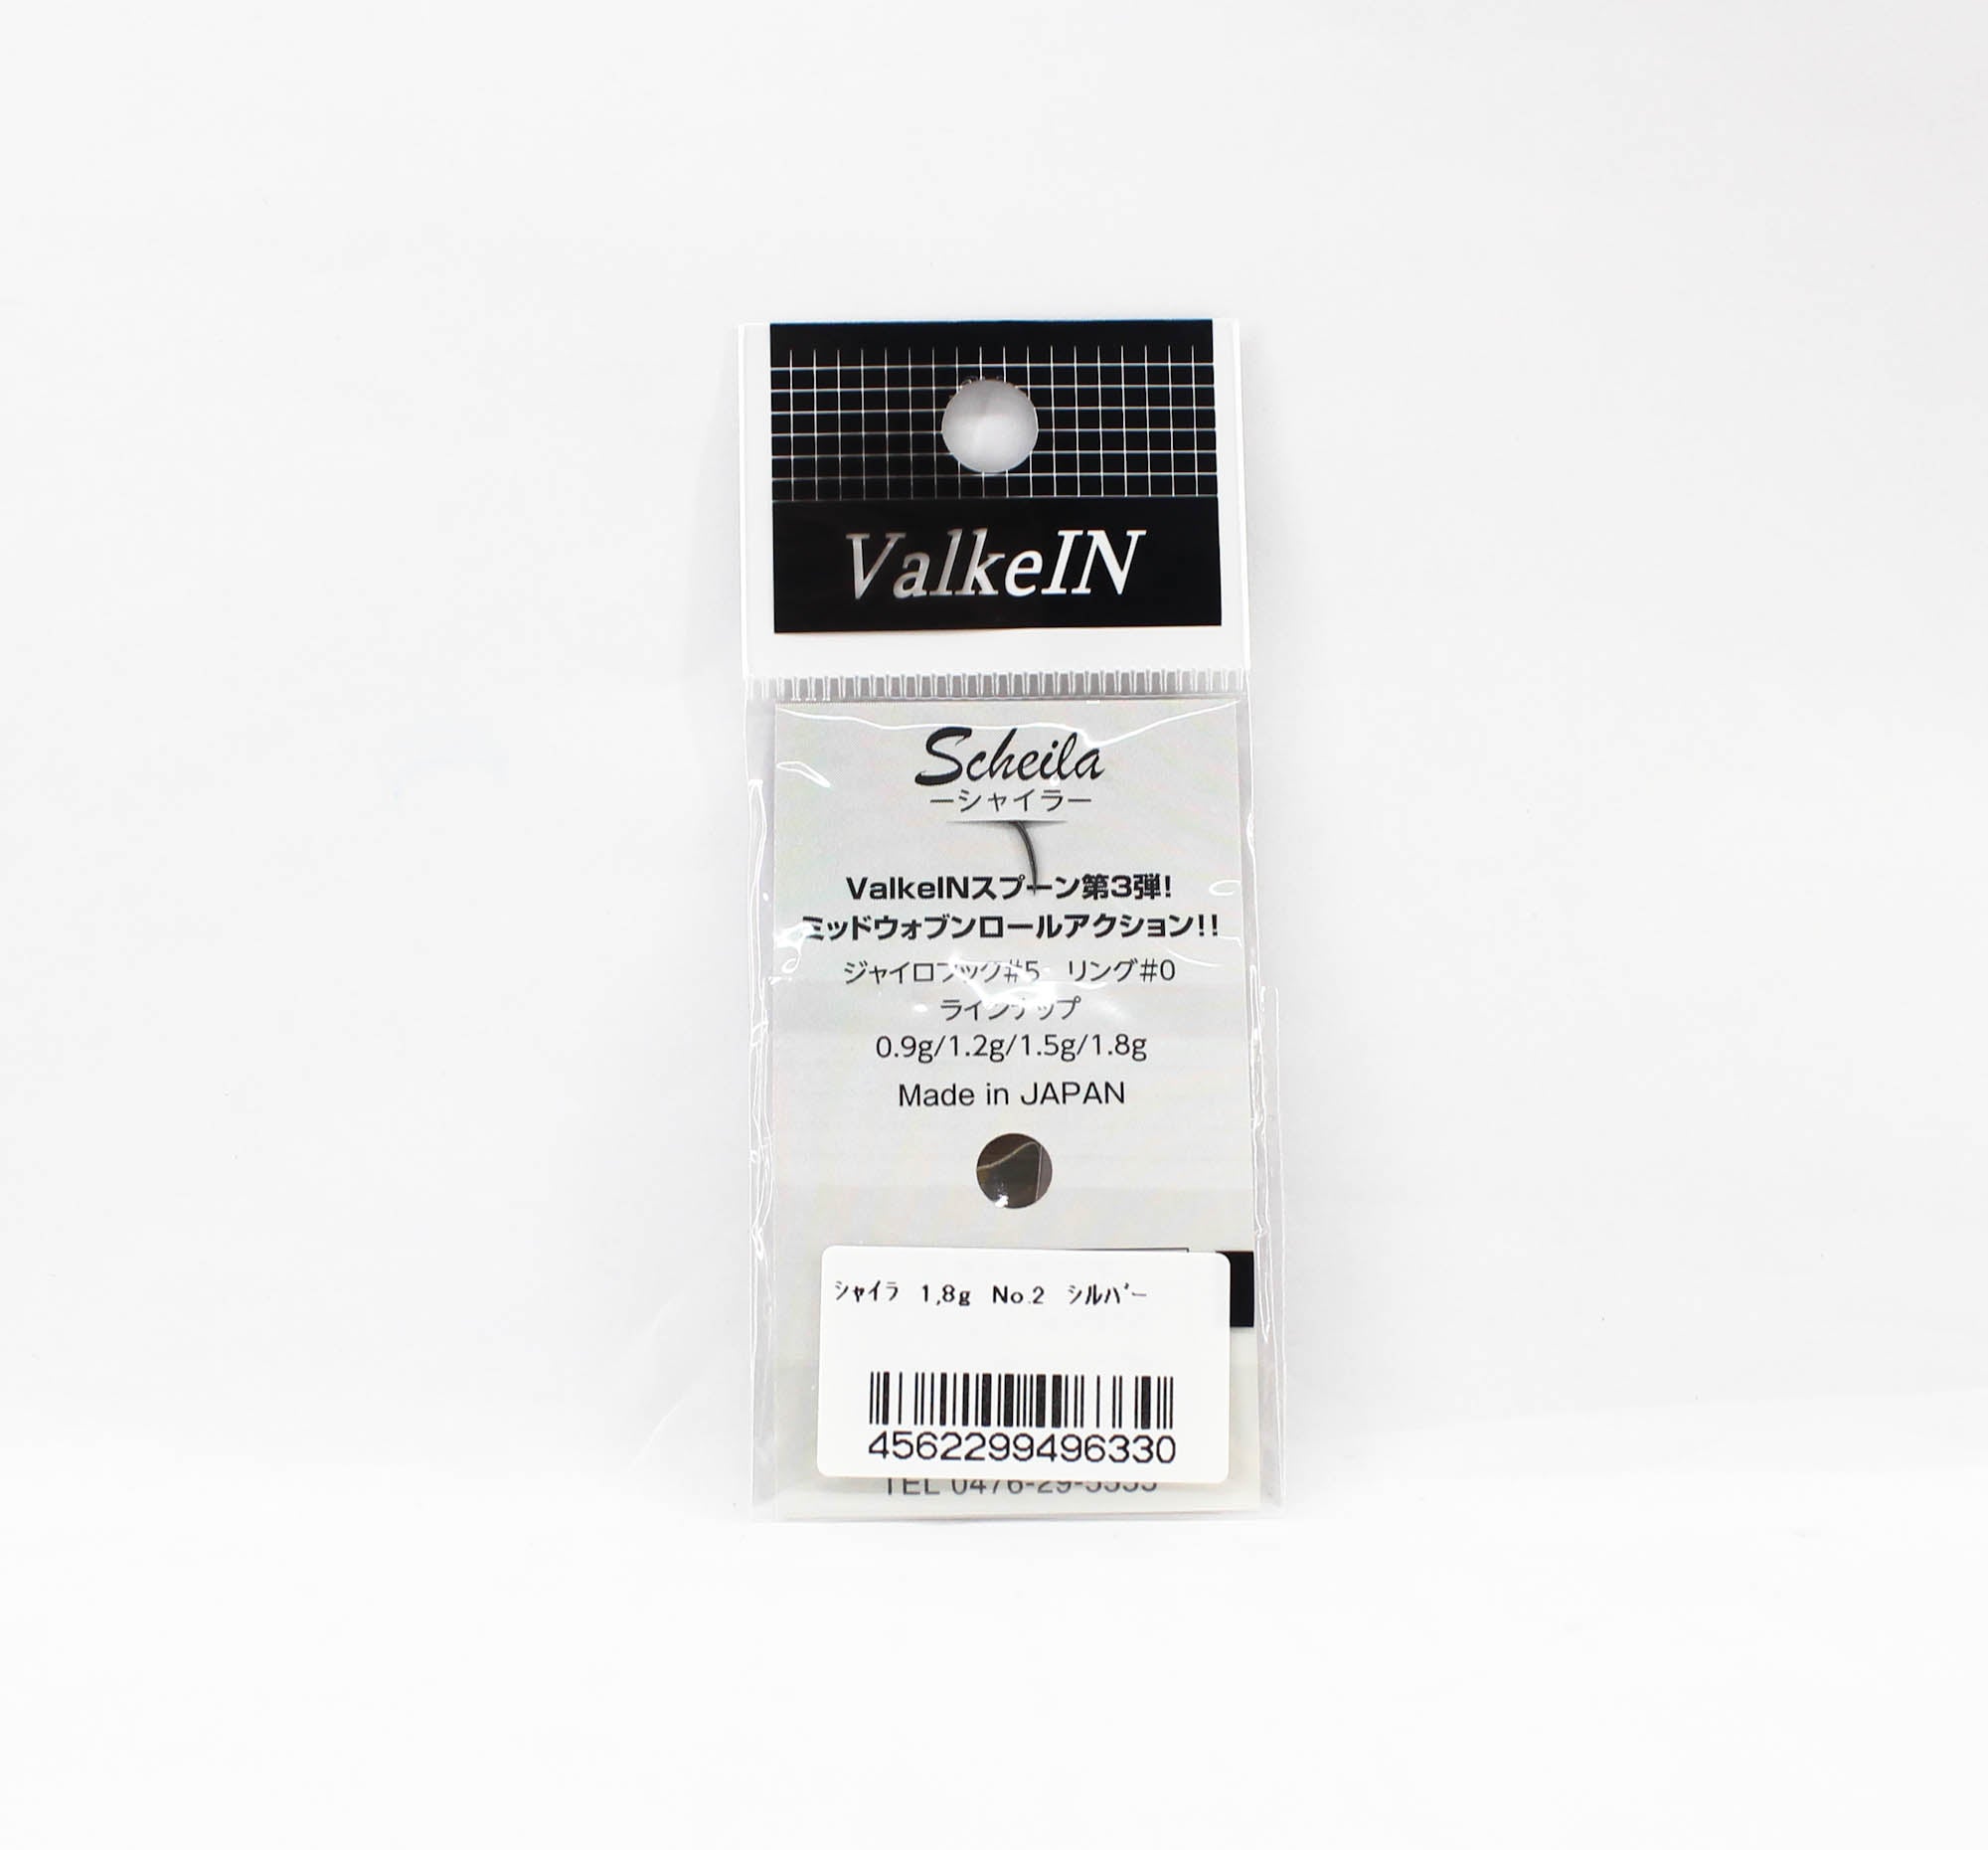 ValkeIN
Scheila
ーシャイラー
ValkeINスプーン第3弾!
ミッドウォブンロールアクション!!
ジャイロフック#5 リング#0
ラインナップ
0.9g/1.2g/1.5g/1.8g
Made in JAPAN
シャイラ 1.8g No.2 シルバー
4562299496330
TEL 0476-29-5555